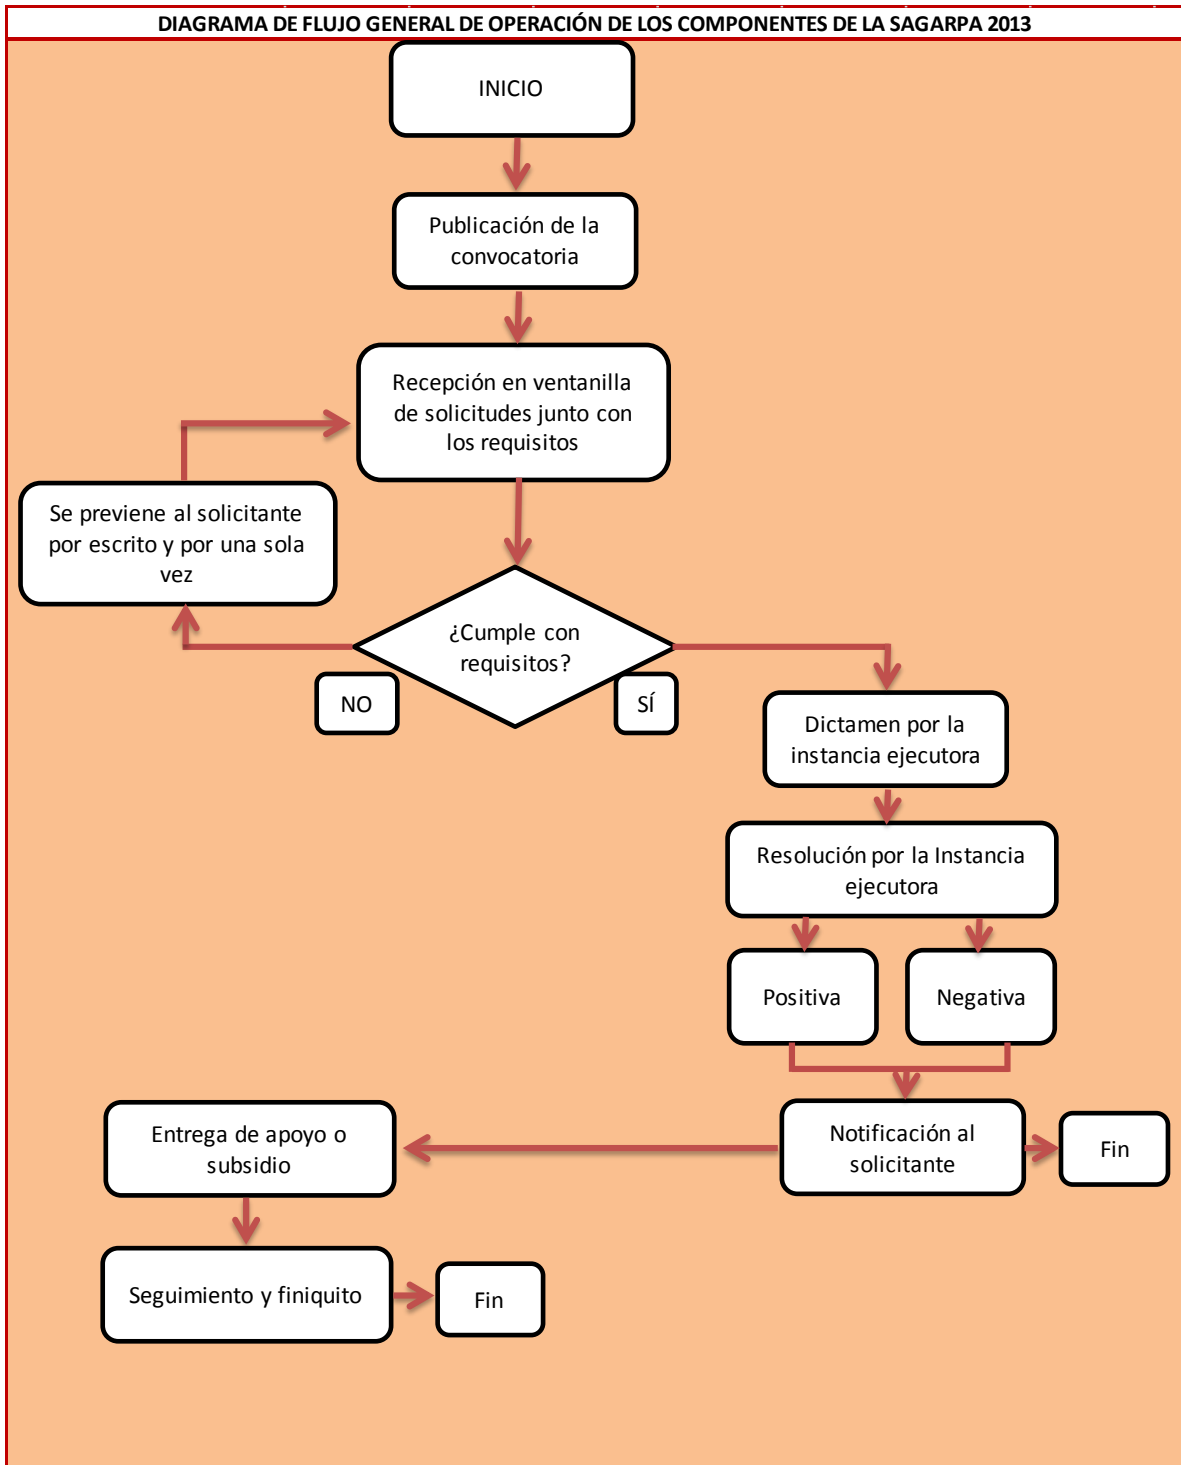 DIAGRAMA DE FLUJO GENERAL DE OPERACIÓN DE LOS COMPONENTES DE LA SAGARPA 2013
INICIO
Publicación de la
convocatoria
Recepción en ventanilla
de solicitudes junto con
los requisitos
Se previene al solicitante
por escrito y por una sola
vez
¿Cumple con
requisitos?
NO
SÍ
Dictamen por la
instancia ejecutora
Resolución por la Instancia
ejecutora
Positiva
Negativa
Notificación al
solicitante
Fin
Entrega de apoyo o
subsidio
Seguimiento y finiquito
Fin